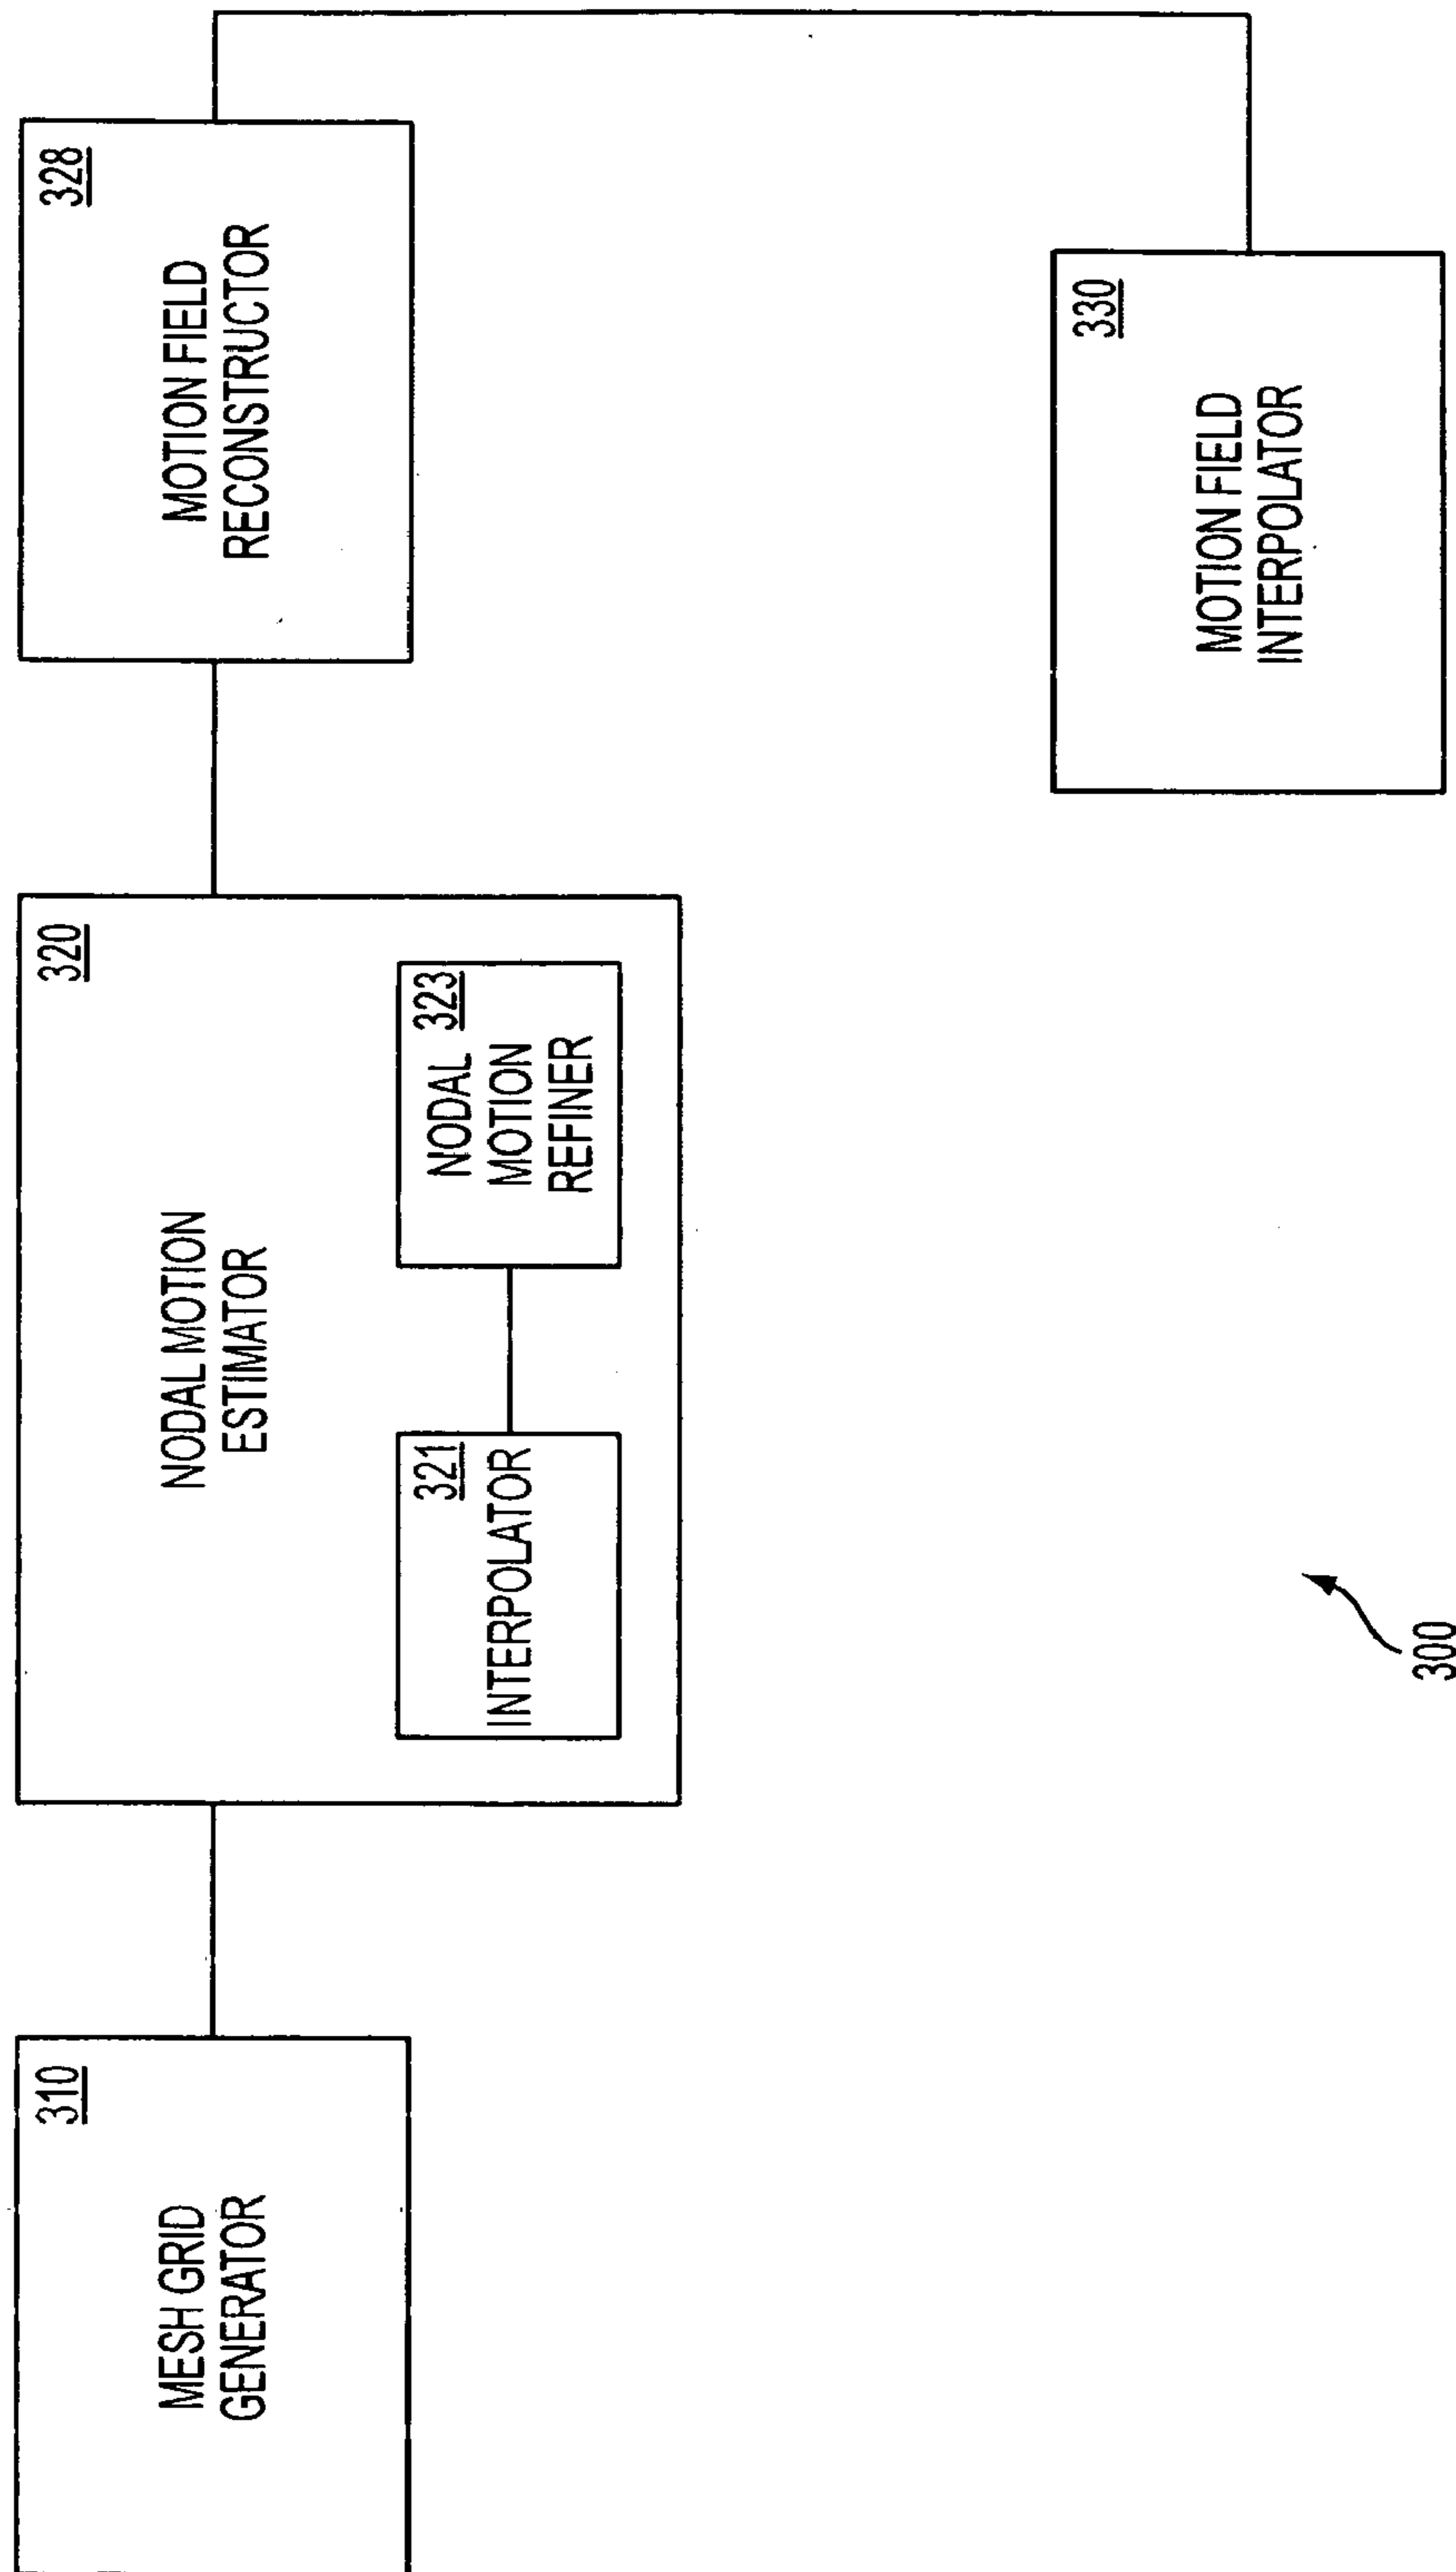 310
MESH GRID
GENERATOR
320
NODAL MOTION
ESTIMATOR
321
INTERPOLATOR
323
NODAL
MOTION
REFINER
328
MOTION FIELD
RECONSTRUCTOR
330
MOTION FIELD
INTERPOLATOR
300